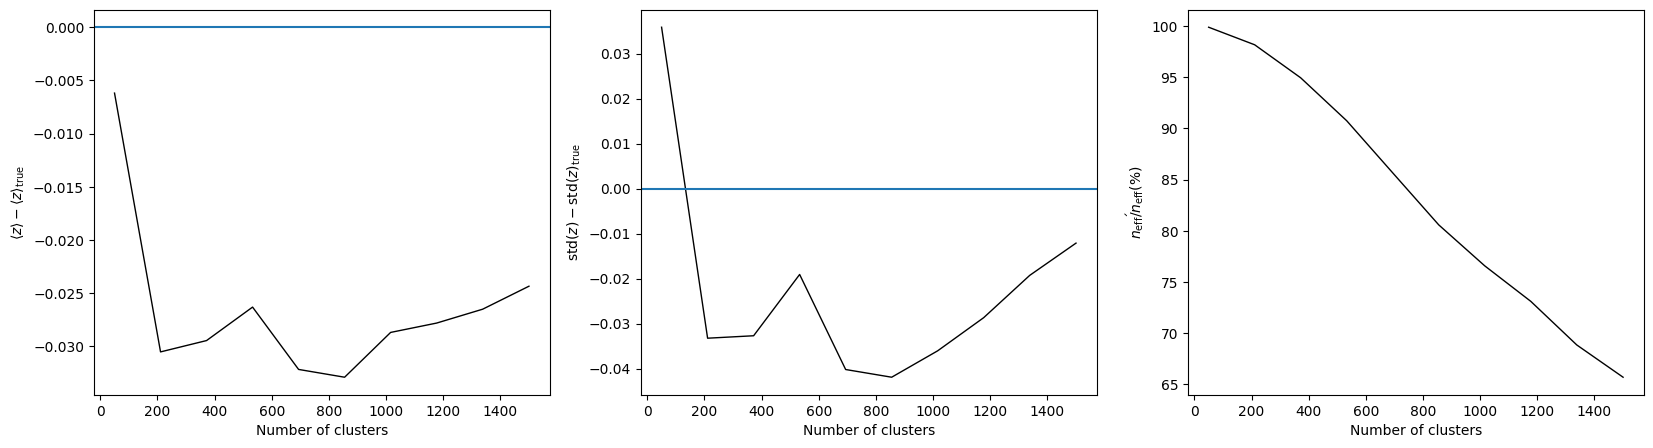 0.000
−0.005
−0.010
−0.015
−0.020
−0.025
−0.030
⟨z⟩ − ⟨z⟩true
0 200 400 600 800 1000 1200 1400
Number of clusters
0.03
0.02
0.01
0.00
−0.01
−0.02
−0.03
−0.04
std(z) − std(z)true
0 200 400 600 800 1000 1200 1400
Number of clusters
100
95
90
85
80
75
70
65
n′eff/neff(%)
0 200 400 600 800 1000 1200 1400
Number of clusters